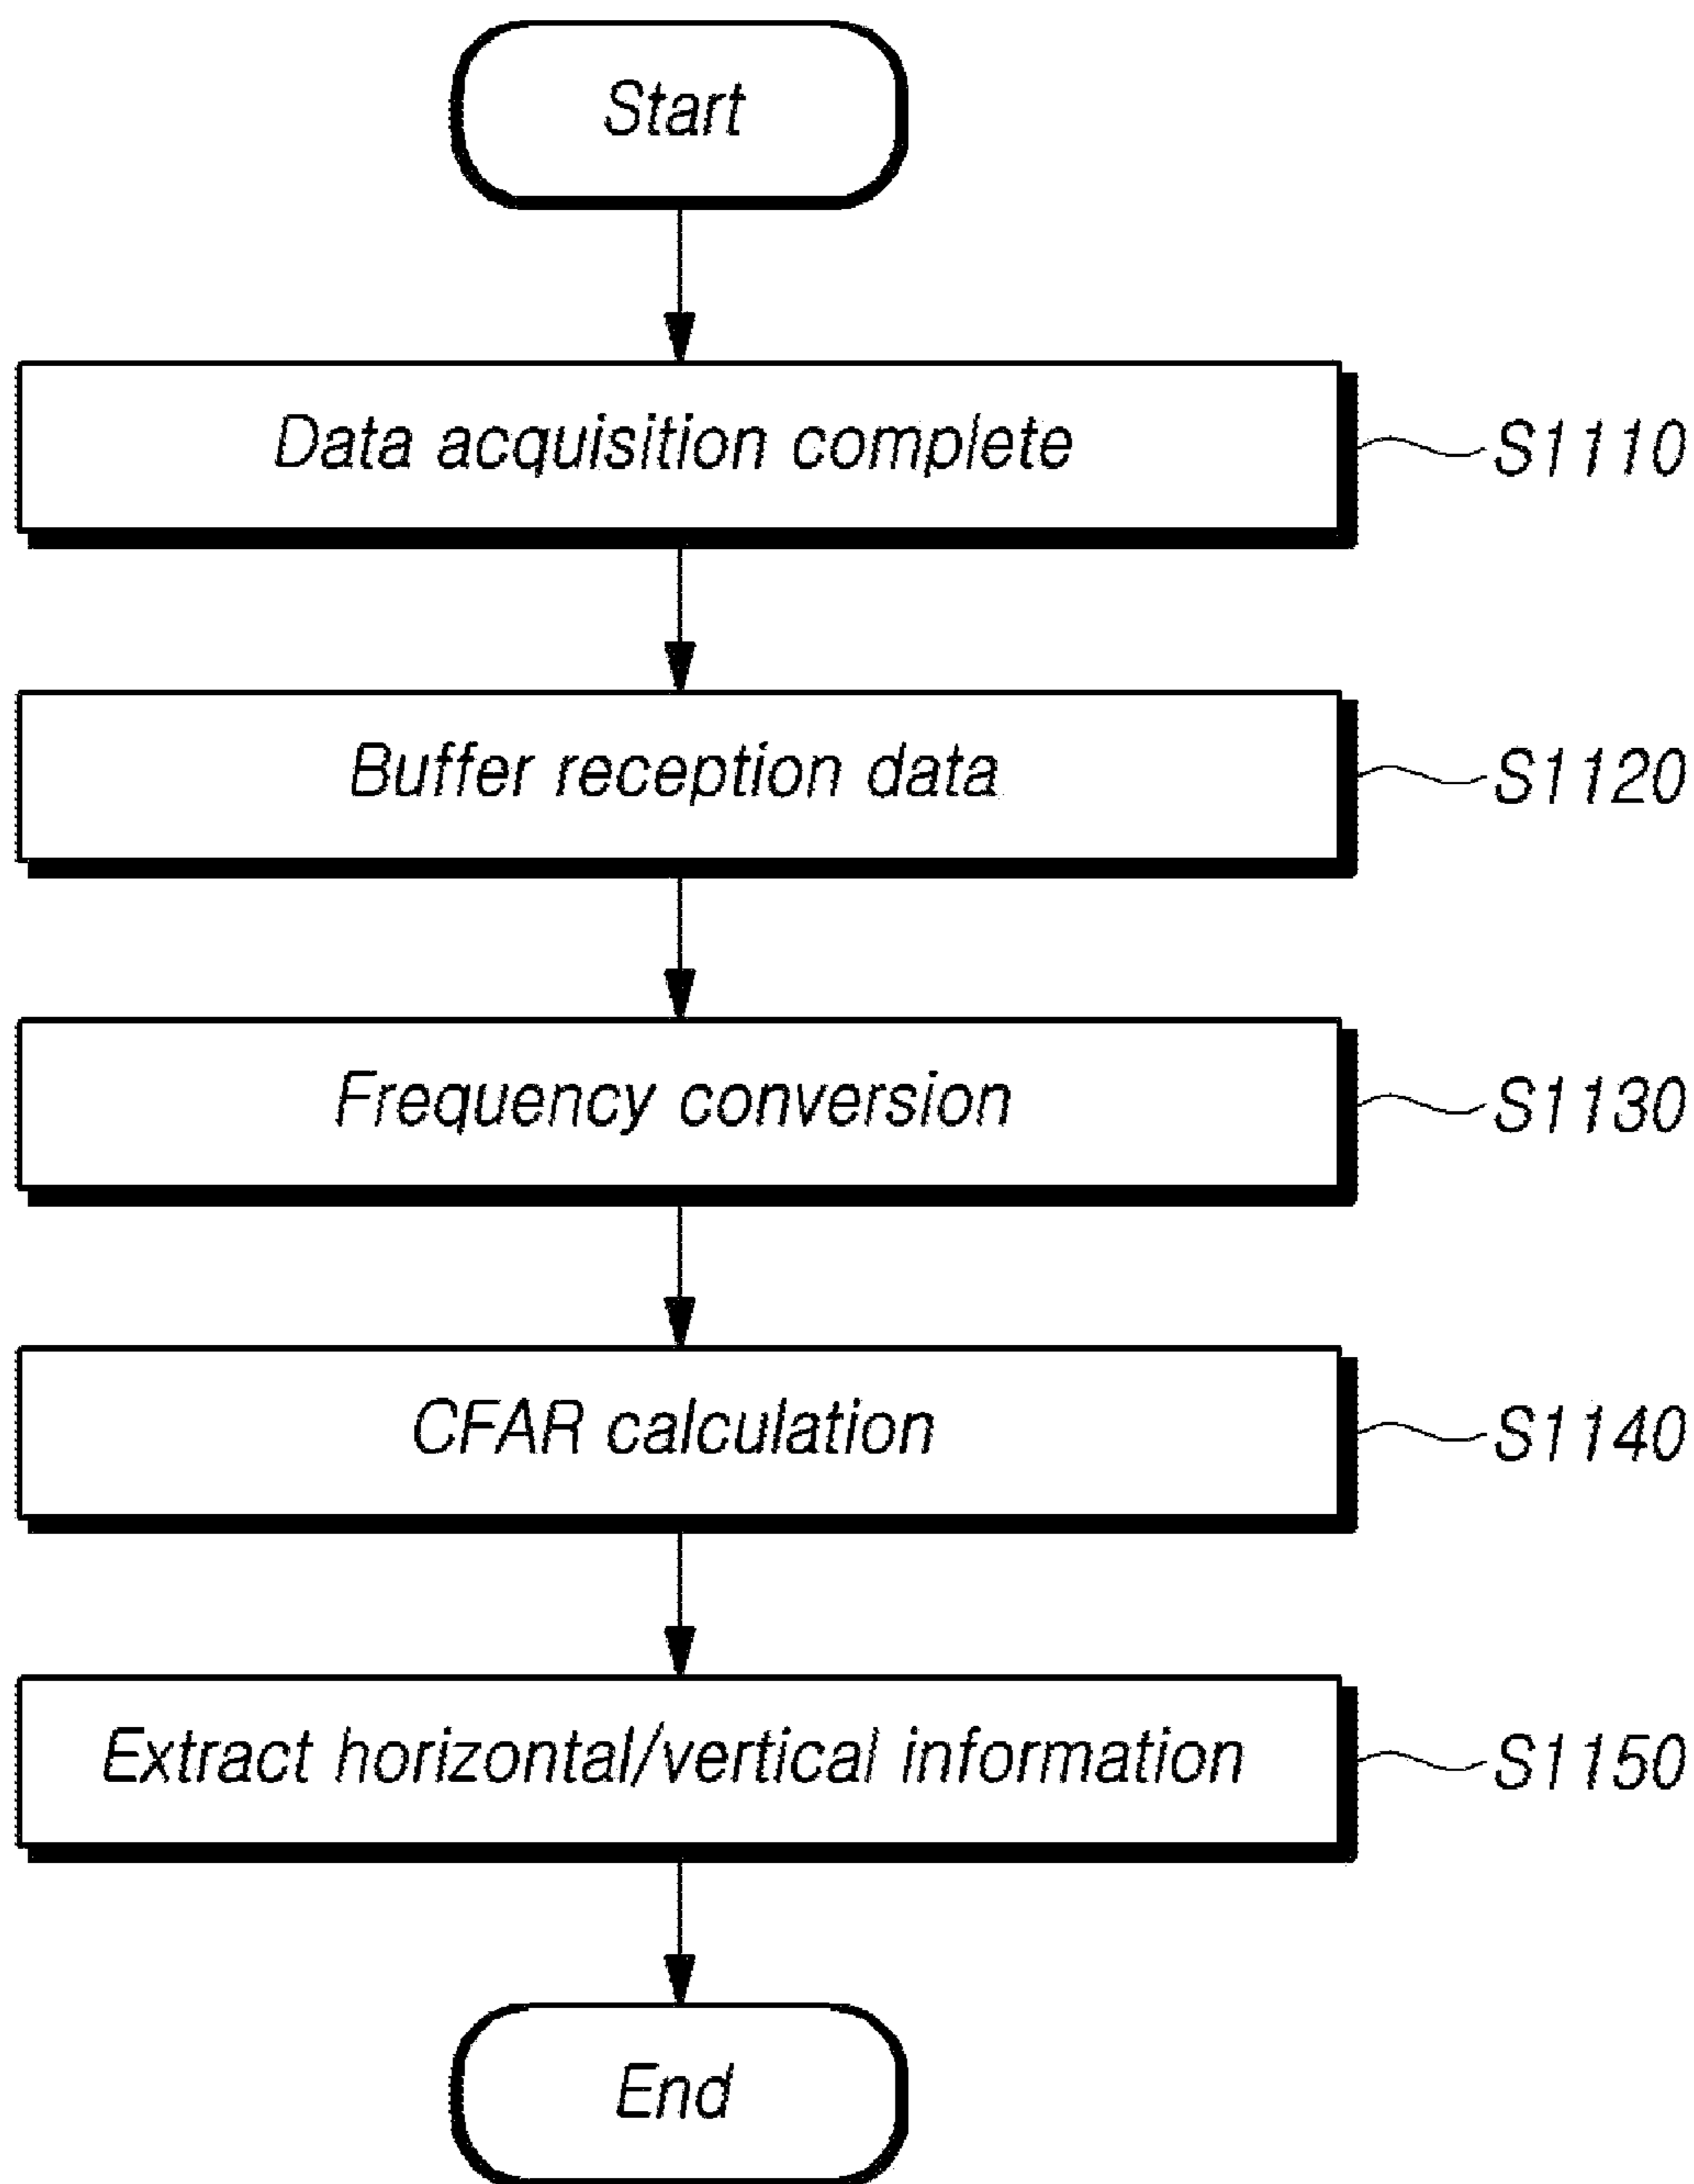 Start
Data acquisition complete
S1110
Buffer reception data
S1120
Frequency conversion
S1130
CFAR calculation
S1140
Extract horizontal/vertical information
S1150
End